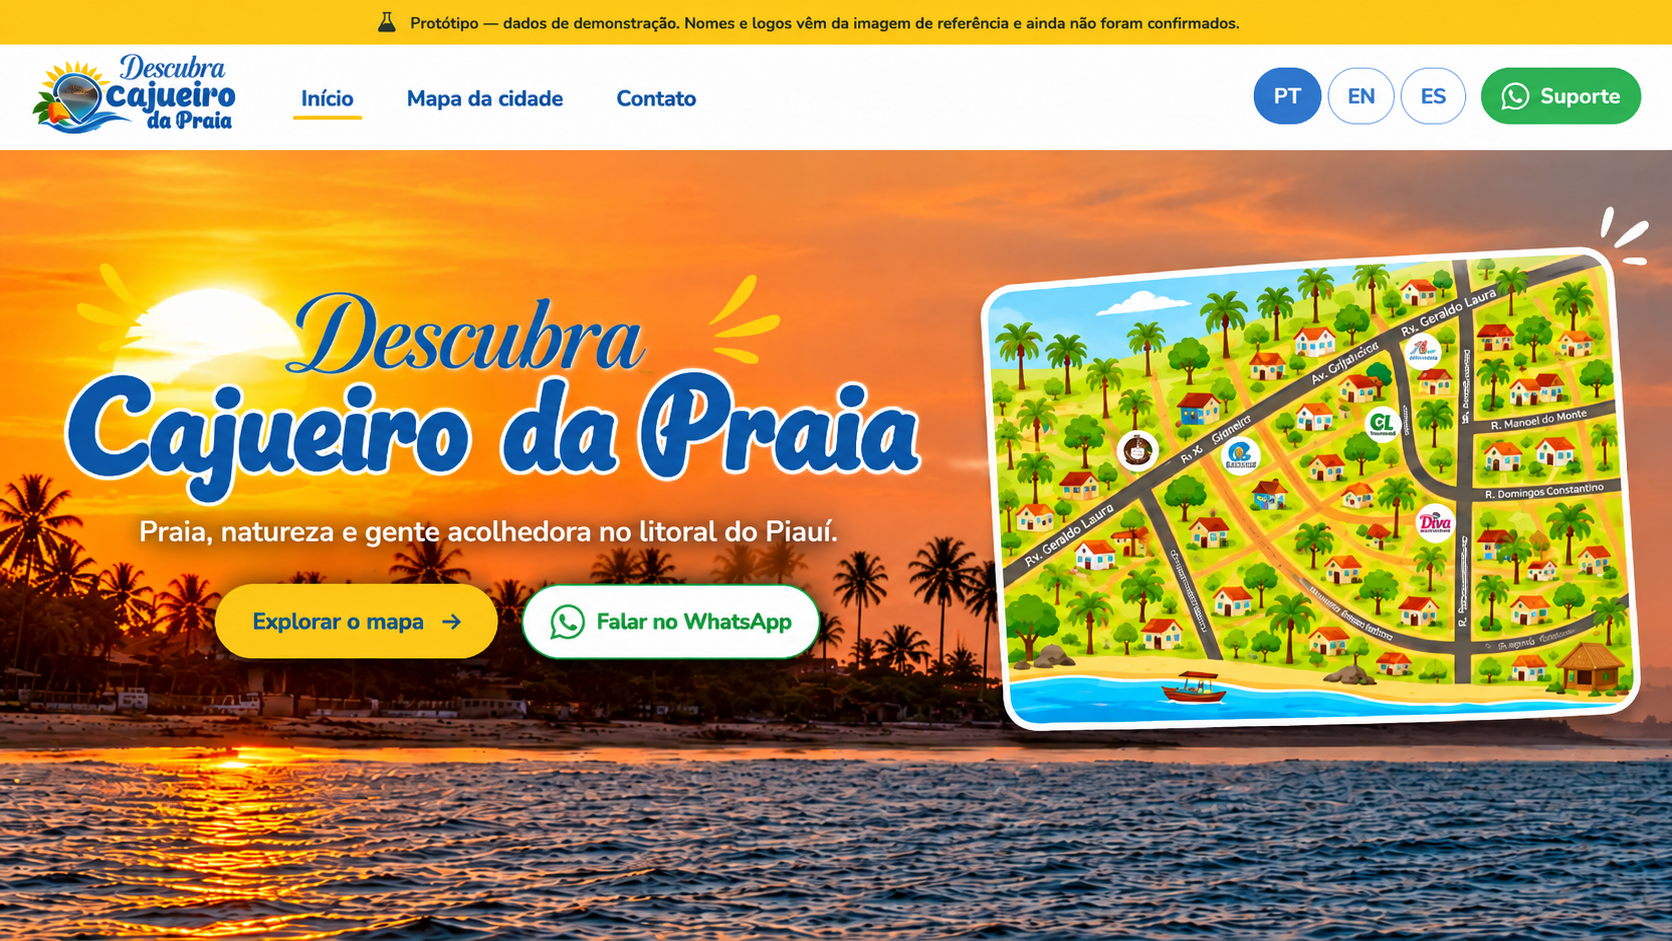 Protótipo — dados de demonstração. Nomes e logos vêm da imagem de referência e ainda não foram confirmados.
Descubra
Cajueiro
da Praia
Início
Mapa da cidade
Contato
PT
EN
ES
Suporte
Descubra
Cajueiro da Praia
Praia, natureza e gente acolhedora no litoral do Piauí.
Explorar o mapa →
Falar no WhatsApp
Rv. Geraldo Laura
R. Manoel do Monte
CL
R. Domingos Constantino
Diva
Rv. Geraldo Laura